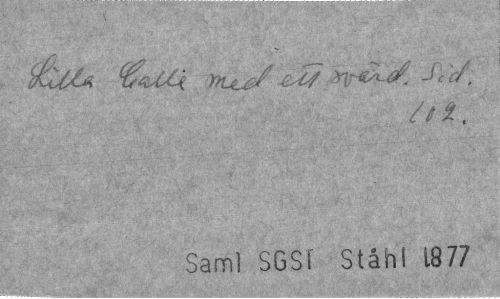 Lilla Calle med ett svärd. Sid.
102.
Saml SGSI Ståhl 1877